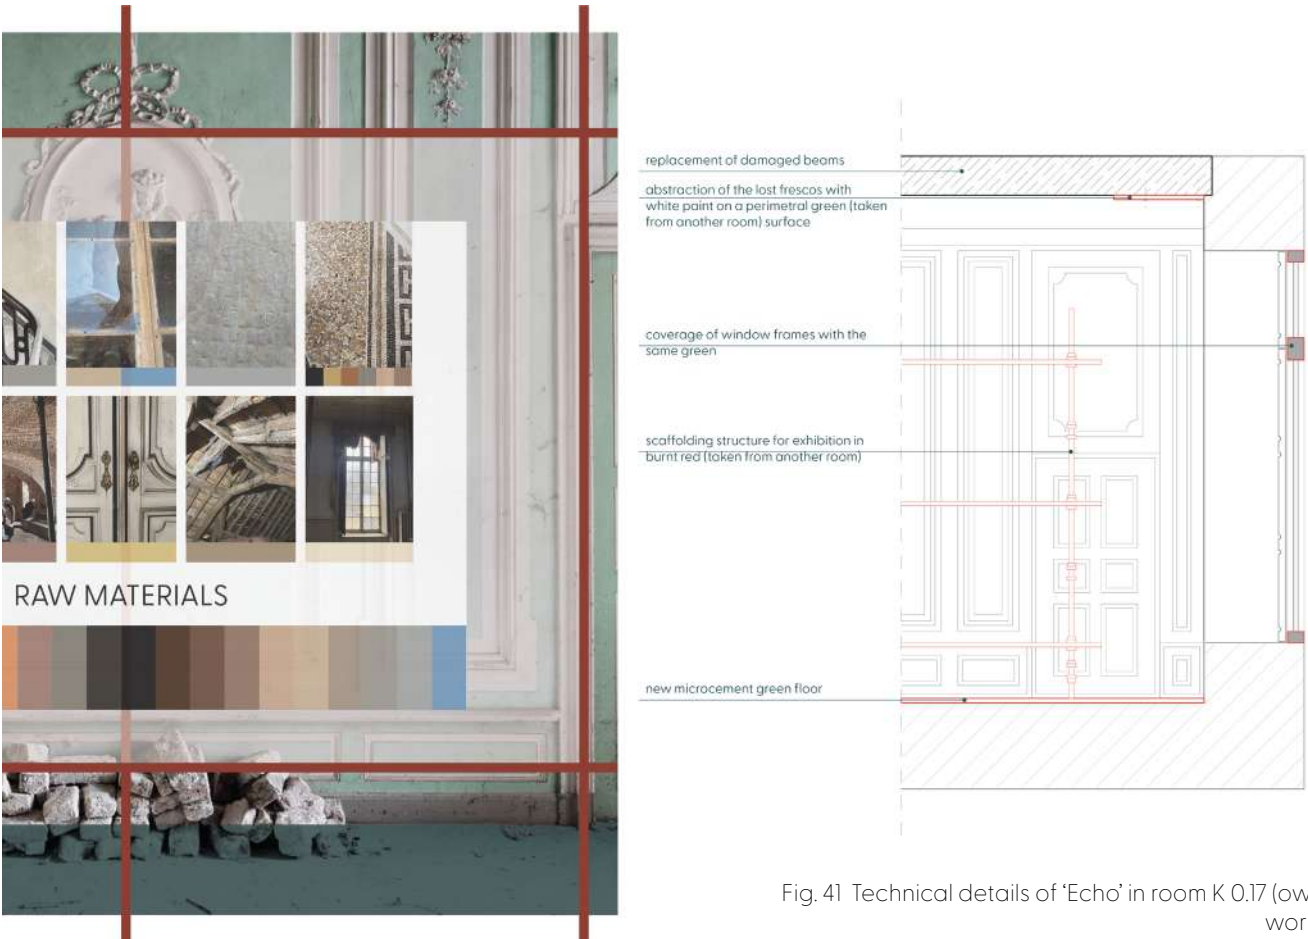 RAW MATERIALS
replacement of damaged beams
abstraction of the lost frescos with
white paint on a perimetral green (taken
from another room) surface
coverage of window frames with the
same green
scaffolding structure for exhibition in
burnt red (taken from another room)
new microcement green floor
Fig. 41 Technical details of ‘Echo’ in room K 0.17 (ow
wor